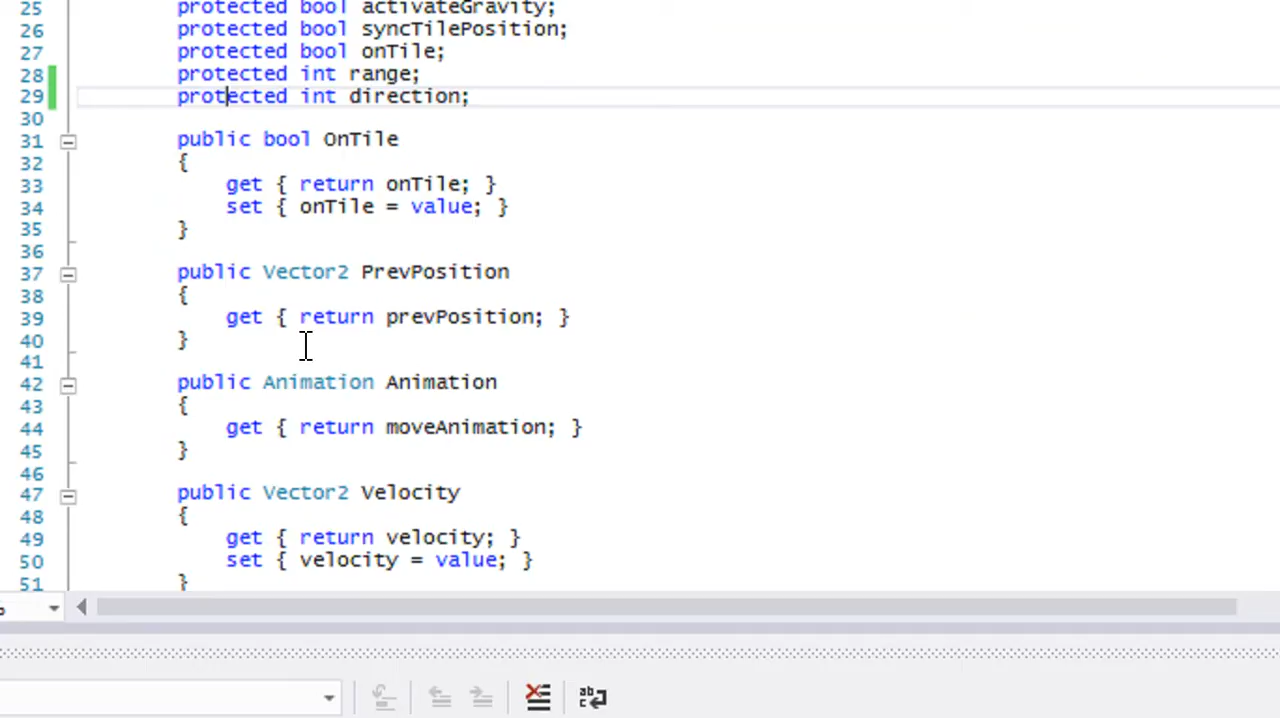 25 protected bool activateGravity;
26 protected bool syncTilePosition;
27 protected bool onTile;
28 protected int range;
29 protected int direction;
30
31 public bool OnTile
32 {
33 get { return onTile; }
34 set { onTile = value; }
35 }
36
37 public Vector2 PrevPosition
38 {
39 get { return prevPosition; }
40 }
41
42 public Animation Animation
43 {
44 get { return moveAnimation; }
45 }
46
47 public Vector2 Velocity
48 {
49 get { return velocity; }
50 set { velocity = value; }
51 }